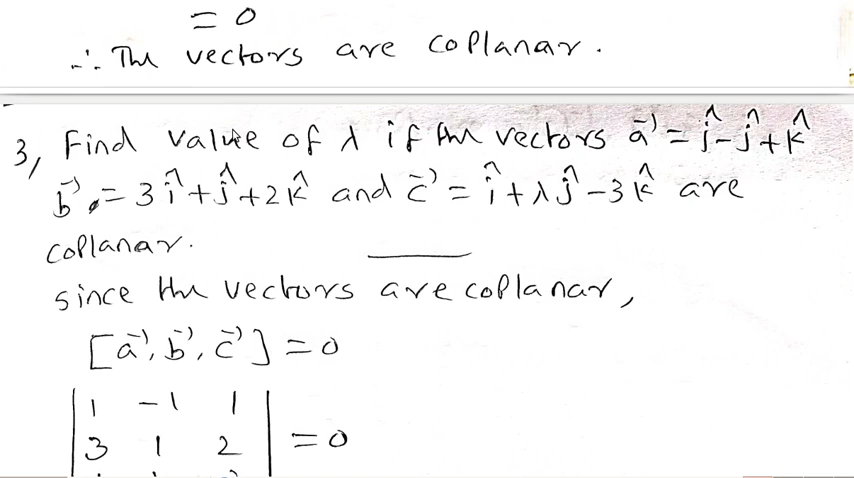 = 0
∴ The vectors are coplanar.
3, Find value of λ if the vectors a⃗ = î - ĵ + k̂
b⃗ = 3î + ĵ + 2k̂ and c⃗ = î + λĵ - 3k̂ are
coplanar.
since the vectors are coplanar,
[a⃗, b⃗, c⃗] = 0
| 1 -1 1 |
| 3 1 2 | = 0